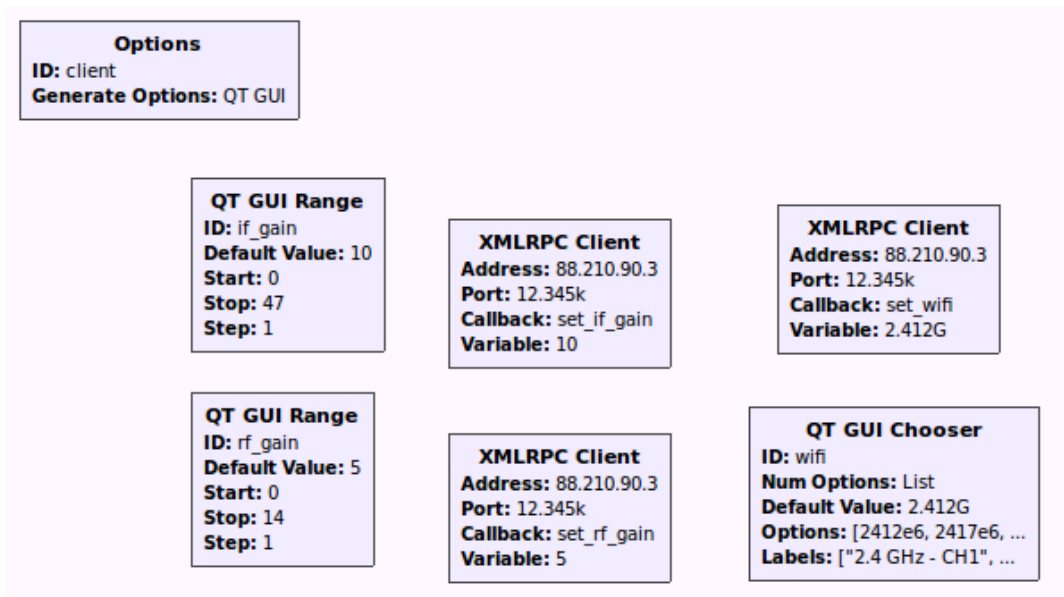 Options
ID: client
Generate Options: QT GUI
QT GUI Range
ID: if_gain
Default Value: 10
Start: 0
Stop: 47
Step: 1
XMLRPC Client
Address: 88.210.90.3
Port: 12.345k
Callback: set_if_gain
Variable: 10
XMLRPC Client
Address: 88.210.90.3
Port: 12.345k
Callback: set_wifi
Variable: 2.412G
QT GUI Range
ID: rf_gain
Default Value: 5
Start: 0
Stop: 14
Step: 1
XMLRPC Client
Address: 88.210.90.3
Port: 12.345k
Callback: set_rf_gain
Variable: 5
QT GUI Chooser
ID: wifi
Num Options: List
Default Value: 2.412G
Options: [2412e6, 2417e6, ...
Labels: ["2.4 GHz - CH1", ...